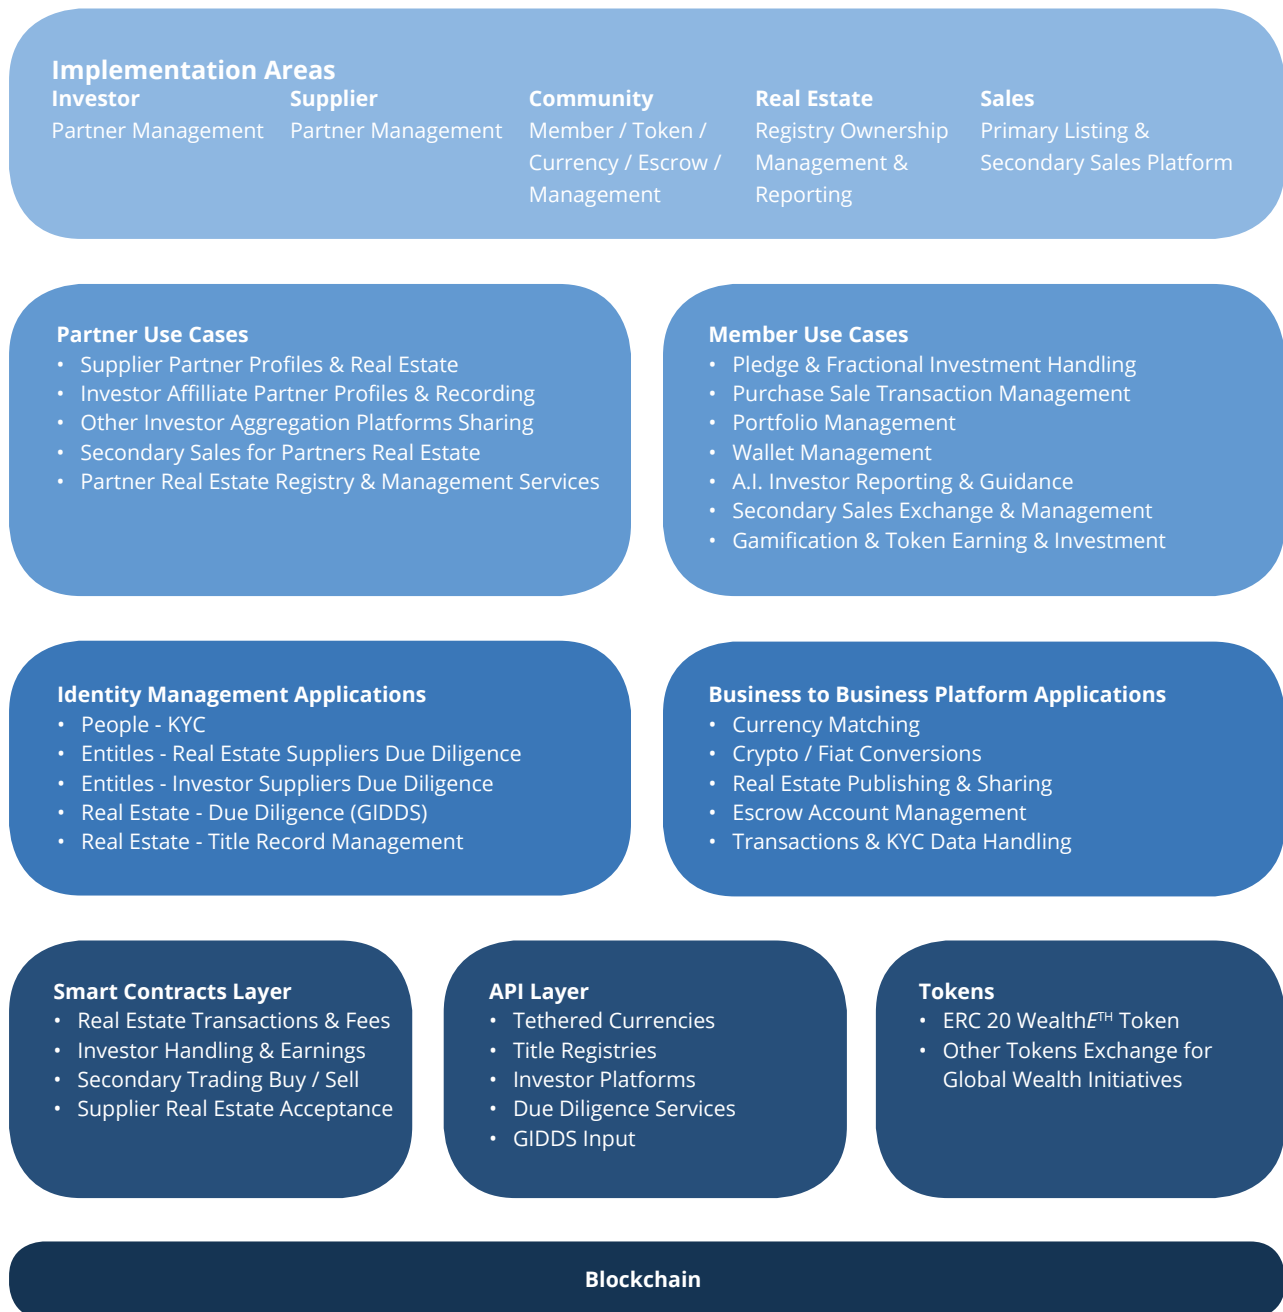 Implementation Areas
Investor
Partner Management
Supplier
Partner Management
Community
Member / Token /
Currency / Escrow /
Management
Real Estate
Registry Ownership
Management &
Reporting
Sales
Primary Listing &
Secondary Sales Platform
Partner Use Cases
• Supplier Partner Profiles & Real Estate
• Investor Affilliate Partner Profiles & Recording
• Other Investor Aggregation Platforms Sharing
• Secondary Sales for Partners Real Estate
• Partner Real Estate Registry & Management Services
Member Use Cases
• Pledge & Fractional Investment Handling
• Purchase Sale Transaction Management
• Portfolio Management
• Wallet Management
• A.I. Investor Reporting & Guidance
• Secondary Sales Exchange & Management
• Gamification & Token Earning & Investment
Identity Management Applications
• People - KYC
• Entitles - Real Estate Suppliers Due Diligence
• Entitles - Investor Suppliers Due Diligence
• Real Estate - Due Diligence (GIDDS)
• Real Estate - Title Record Management
Business to Business Platform Applications
• Currency Matching
• Crypto / Fiat Conversions
• Real Estate Publishing & Sharing
• Escrow Account Management
• Transactions & KYC Data Handling
Smart Contracts Layer
• Real Estate Transactions & Fees
• Investor Handling & Earnings
• Secondary Trading Buy / Sell
• Supplier Real Estate Acceptance
API Layer
• Tethered Currencies
• Title Registries
• Investor Platforms
• Due Diligence Services
• GIDDS Input
Tokens
• ERC 20 WealthETH Token
• Other Tokens Exchange for
Global Wealth Initiatives
Blockchain